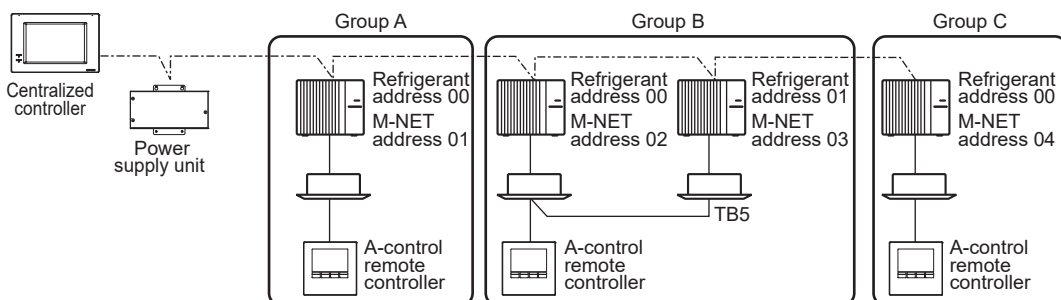 Group A
Group B
Group C
Centralized
controller
Power
supply unit
Refrigerant
address 00
M-NET
address 01
A-control
remote
controller
Refrigerant
address 00
M-NET
address 02
Refrigerant
address 01
M-NET
address 03
TB5
A-control
remote
controller
Refrigerant
address 00
M-NET
address 04
A-control
remote
controller